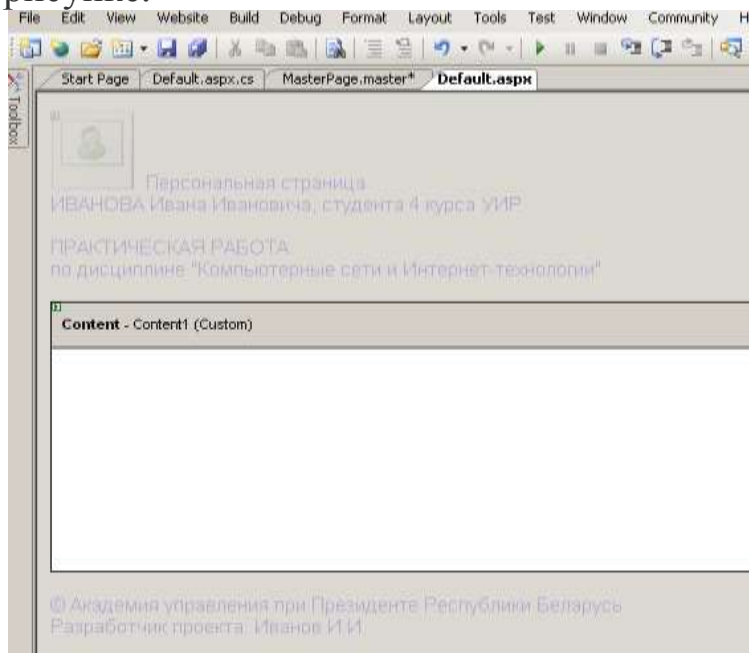 рисунке.
File Edit View Website Build Debug Format Layout Tools Test Window Community H
Toolbox
Start Page Default.aspx.cs MasterPage.master* Default.aspx
Персональная страница
ИВАНОВА Ивана Ивановича, студента 4 курса УИР
ПРАКТИЧЕСКАЯ РАБОТА
по дисциплине "Компьютерные сети и Интернет-технологии"
Content - Content1 (Custom)
© Академия управления при Президенте Республики Беларусь
Разработчик проекта: Иванов И.И.